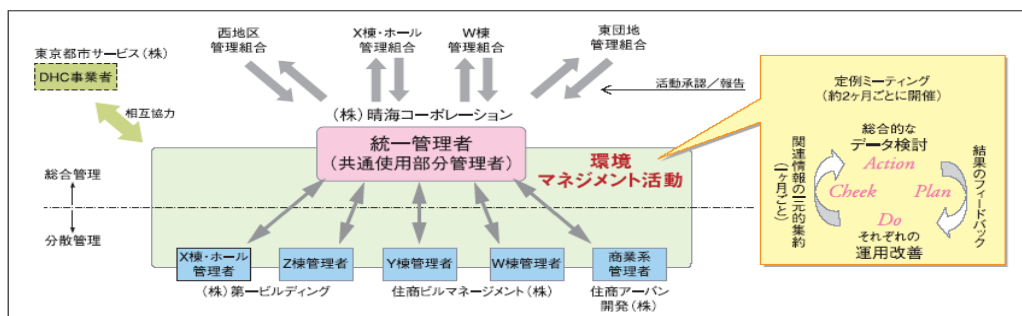 西地区
管理組合
X棟・ホール
管理組合
W棟
管理組合
東団地
管理組合
東京都市サービス(株)
DHC事業者
相互協力
活動承認/報告
(株)晴海コーポレーション
統一管理者
(共通使用部分管理者)
環境
マネジメント活動
総合管理
分散管理
X棟・ホール
管理者
Z棟管理者
Y棟管理者
W棟管理者
商業系
管理者
(株)第一ビルディング
住商ビルマネージメント(株)
住商アーバン
開発(株)
定例ミーティング
(約2ヶ月ごとに開催)
総合的な
データ検討
関連情報の一元的集約
(1ヶ月ごと)
Action
Cheek
Plan
Do
結果のフィードバック
それぞれの
運用改善